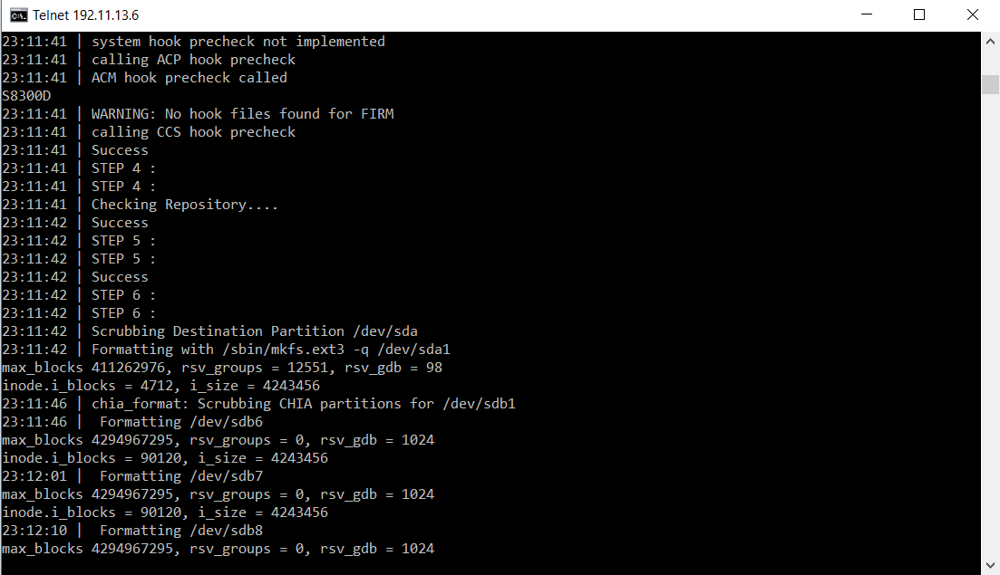 Telnet 192.11.13.6
23:11:41 | system hook precheck not implemented
23:11:41 | calling ACP hook precheck
23:11:41 | ACM hook precheck called
S8300D
23:11:41 | WARNING: No hook files found for FIRM
23:11:41 | calling CCS hook precheck
23:11:41 | Success
23:11:41 | STEP 4 :
23:11:41 | STEP 4 :
23:11:41 | Checking Repository....
23:11:42 | Success
23:11:42 | STEP 5 :
23:11:42 | STEP 5 :
23:11:42 | Success
23:11:42 | STEP 6 :
23:11:42 | STEP 6 :
23:11:42 | Scrubbing Destination Partition /dev/sda
23:11:42 | Formatting with /sbin/mkfs.ext3 -q /dev/sda1
max_blocks 411262976, rsv_groups = 12551, rsv_gdb = 98
inode.i_blocks = 4712, i_size = 4243456
23:11:46 | chia_format: Scrubbing CHIA partitions for /dev/sdb1
23:11:46 |  Formatting /dev/sdb6
max_blocks 4294967295, rsv_groups = 0, rsv_gdb = 1024
inode.i_blocks = 90120, i_size = 4243456
23:12:01 |  Formatting /dev/sdb7
max_blocks 4294967295, rsv_groups = 0, rsv_gdb = 1024
inode.i_blocks = 90120, i_size = 4243456
23:12:10 |  Formatting /dev/sdb8
max_blocks 4294967295, rsv_groups = 0, rsv_gdb = 1024